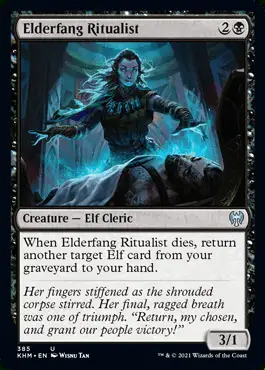 Elderfang Ritualist 2
Creature — Elf Cleric
When Elderfang Ritualist dies, return
another target Elf card from your
graveyard to your hand.
Her fingers stiffened as the shrouded
corpse stirred. Her final, ragged breath
was one of triumph. “Return, my chosen,
and grant our people victory!”
3/1
385 U
KHM • EN Wisnu Tan
™ & © 2021 Wizards of the Coast